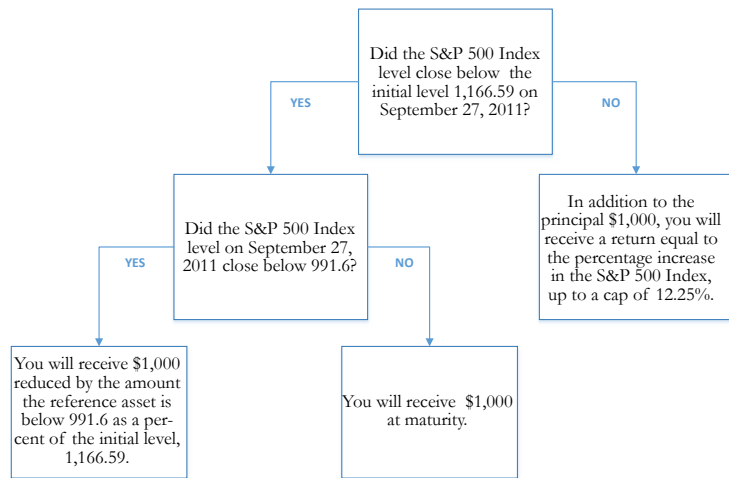 Did the S&P 500 Index
level close below the
initial level 1,166.59 on
September 27, 2011?
YES
NO
Did the S&P 500 Index
level on September 27,
2011 close below 991.6?
In addition to the
principal $1,000, you will
receive a return equal to
the percentage increase
in the S&P 500 Index,
up to a cap of 12.25%.
YES
NO
You will receive $1,000
reduced by the amount
the reference asset is
below 991.6 as a per-
cent of the initial level,
1,166.59.
You will receive $1,000
at maturity.